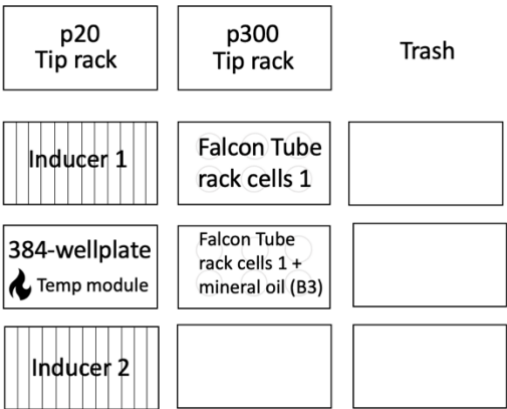 p20
Tip rack
p300
Tip rack
Trash
Inducer 1
Falcon Tube
rack cells 1
384-wellplate
Temp module
Falcon Tube
rack cells 1 +
mineral oil (B3)
Inducer 2